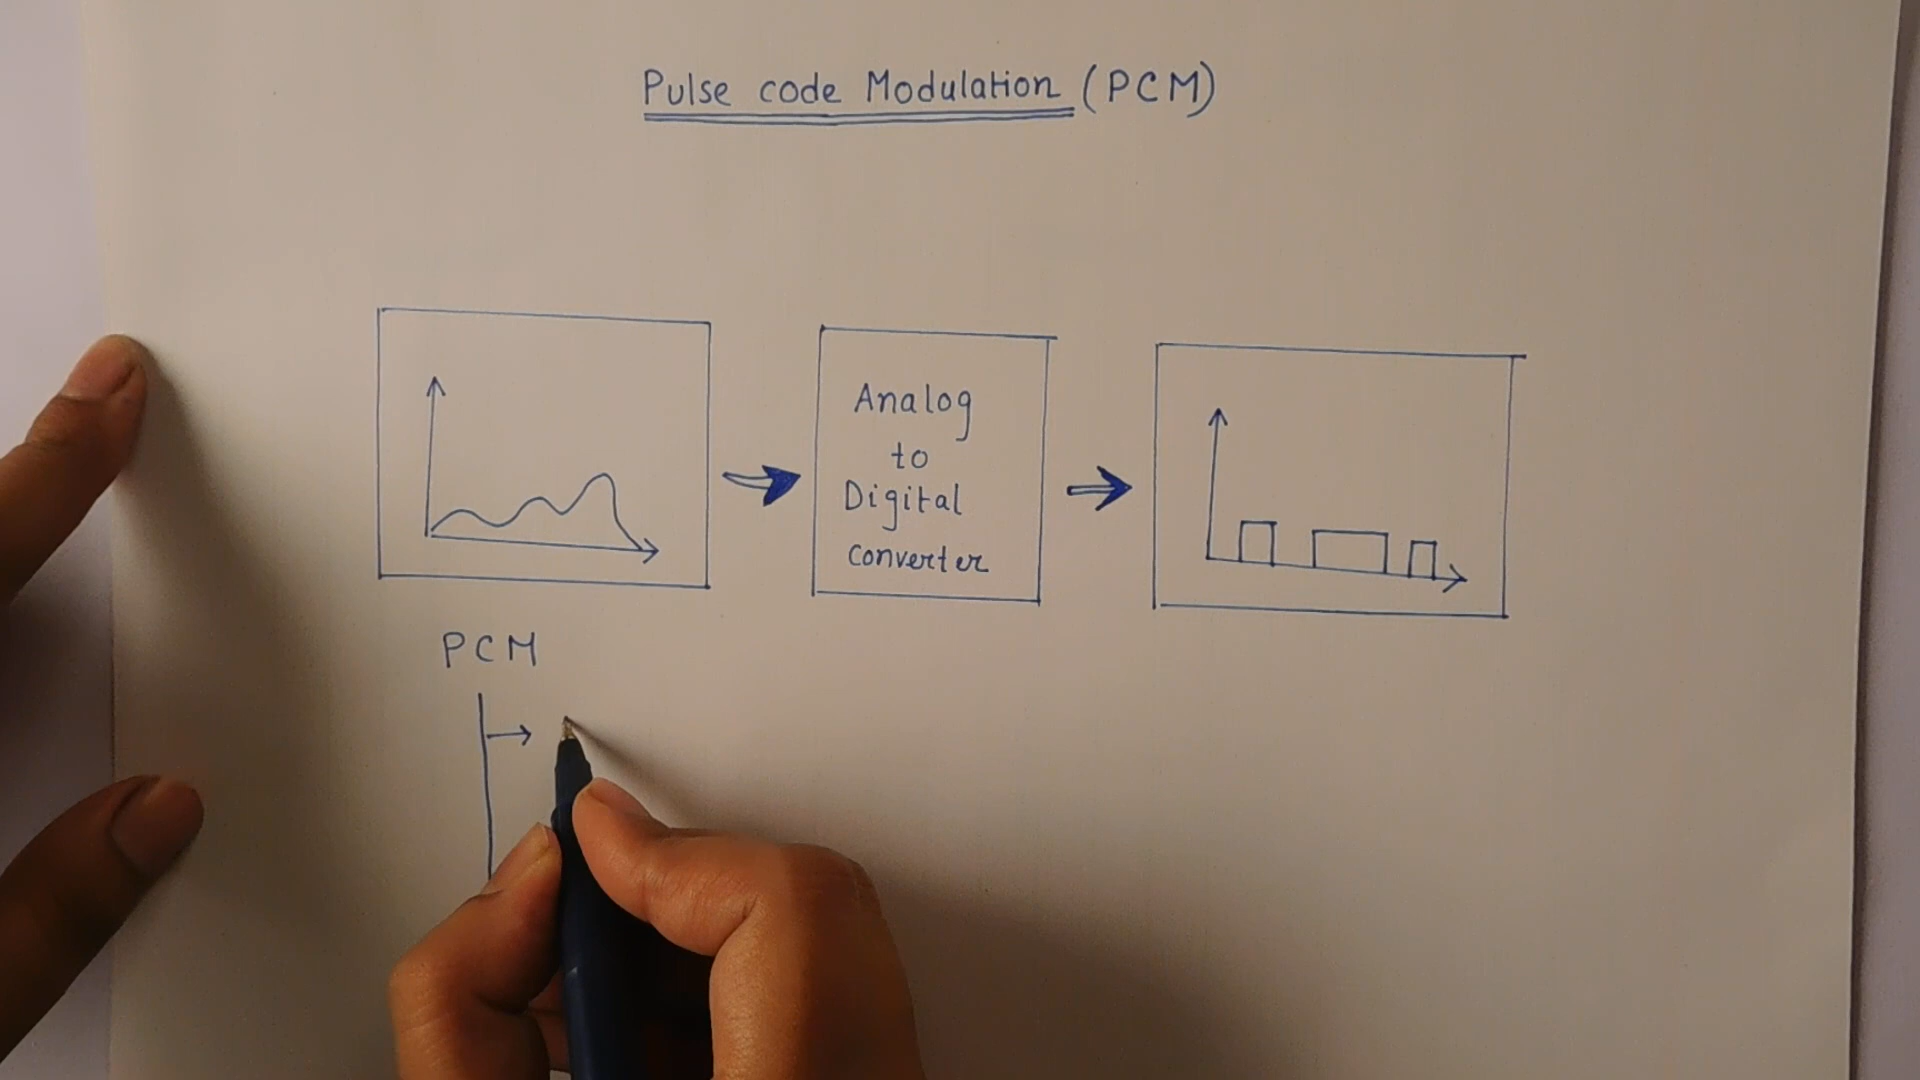 Pulse code Modulation (PCM)
Analog
to
Digital
converter
PCM